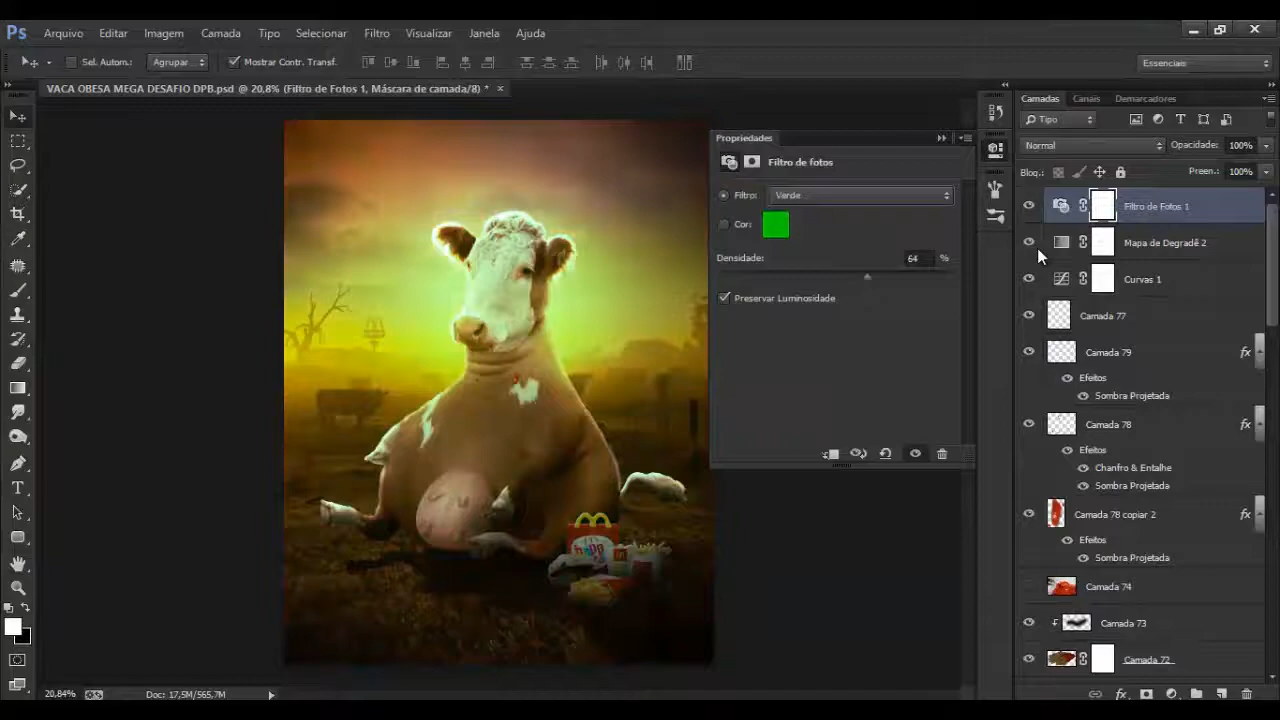 Ps Arquivo Editar Imagem Camada Tipo Selecionar Filtro Visualizar Janela Ajuda
Sel. Autom.: Agrupar Mostrar Contr. Transf. Essenciais
VACA OBESA MEGA DESAFIO DPB.psd @ 20,8% (Filtro de Fotos 1, Máscara de camada/8) * ×
Propriedades
Filtro de fotos
Filtro: Verde
Cor:
Densidade: 64 %
Preservar Luminosidade
Camadas Canais Demarcadores
Tipo
Normal Opacidade: 100%
Bloq.: Preen.: 100%
Filtro de Fotos 1
Mapa de Degradê 2
Curvas 1
Camada 77
Camada 79 fx
Efeitos
Sombra Projetada
Camada 78 fx
Efeitos
Chanfro & Entalhe
Sombra Projetada
Camada 78 copiar 2 fx
Efeitos
Sombra Projetada
Camada 74
Camada 73
Camada 72
20,84% Doc: 17,5M/565,7M
fx